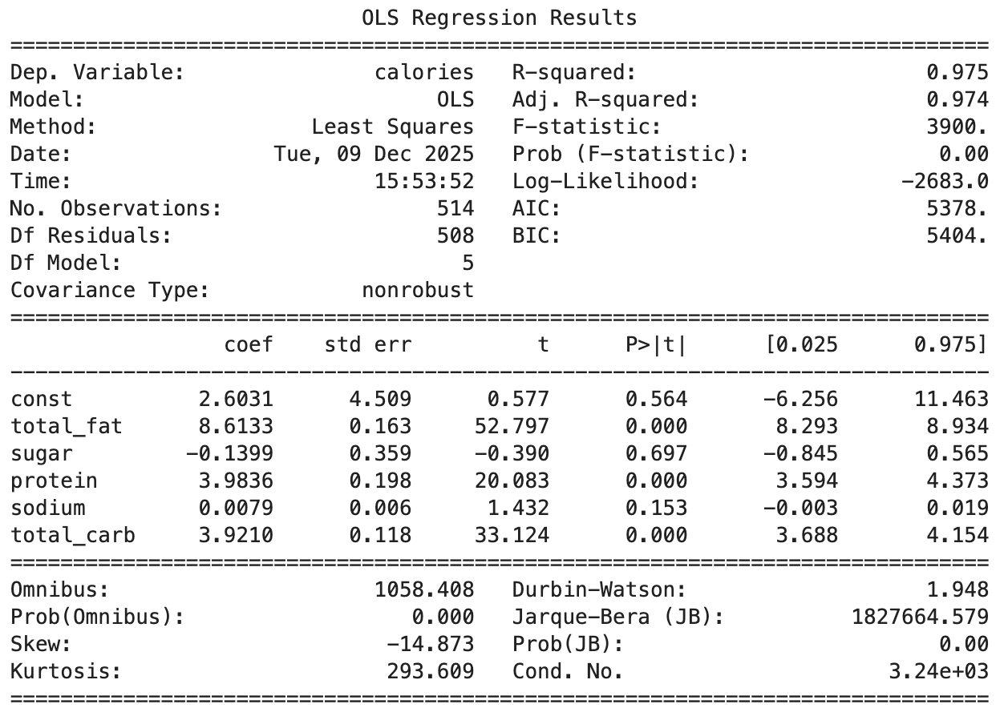 OLS Regression Results
==============================================================================
Dep. Variable:               calories   R-squared:                       0.975
Model:                            OLS   Adj. R-squared:                  0.974
Method:                 Least Squares   F-statistic:                     3900.
Date:                Tue, 09 Dec 2025   Prob (F-statistic):               0.00
Time:                        15:53:52   Log-Likelihood:                -2683.0
No. Observations:                 514   AIC:                             5378.
Df Residuals:                     508   BIC:                             5404.
Df Model:                           5
Covariance Type:            nonrobust
==============================================================================
                 coef    std err          t      P>|t|      [0.025      0.975]
------------------------------------------------------------------------------
const          2.6031      4.509      0.577      0.564      -6.256      11.463
total_fat      8.6133      0.163     52.797      0.000       8.293       8.934
sugar         -0.1399      0.359     -0.390      0.697      -0.845       0.565
protein        3.9836      0.198     20.083      0.000       3.594       4.373
sodium         0.0079      0.006      1.432      0.153      -0.003       0.019
total_carb     3.9210      0.118     33.124      0.000       3.688       4.154
==============================================================================
Omnibus:                     1058.408   Durbin-Watson:                   1.948
Prob(Omnibus):                  0.000   Jarque-Bera (JB):          1827664.579
Skew:                         -14.873   Prob(JB):                         0.00
Kurtosis:                     293.609   Cond. No.                     3.24e+03
==============================================================================